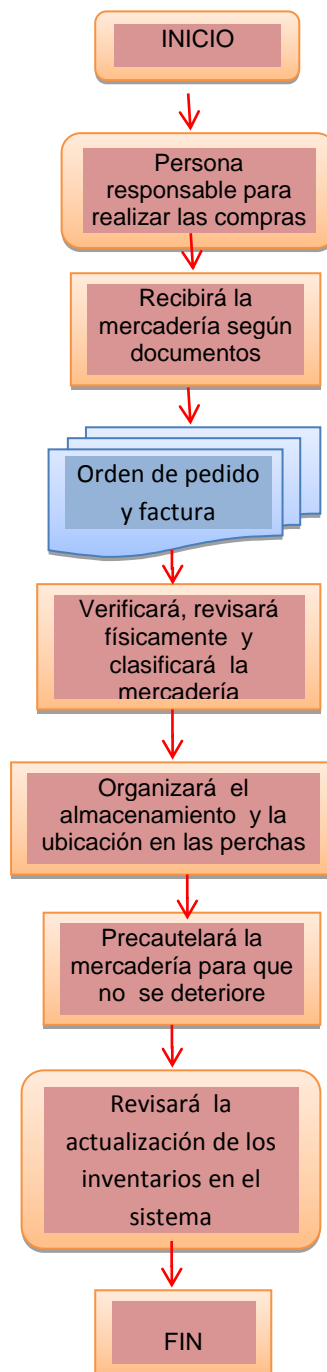 INICIO
Persona
responsable para
realizar las compras
Recibirá la
mercadería según
documentos
Orden de pedido
y factura
Verificará, revisará
físicamente y
clasificará la
mercadería
Organizará el
almacenamiento y la
ubicación en las perchas
Precautelará la
mercadería para que
no se deteriore
Revisará la
actualización de los
inventarios en el
sistema
FIN